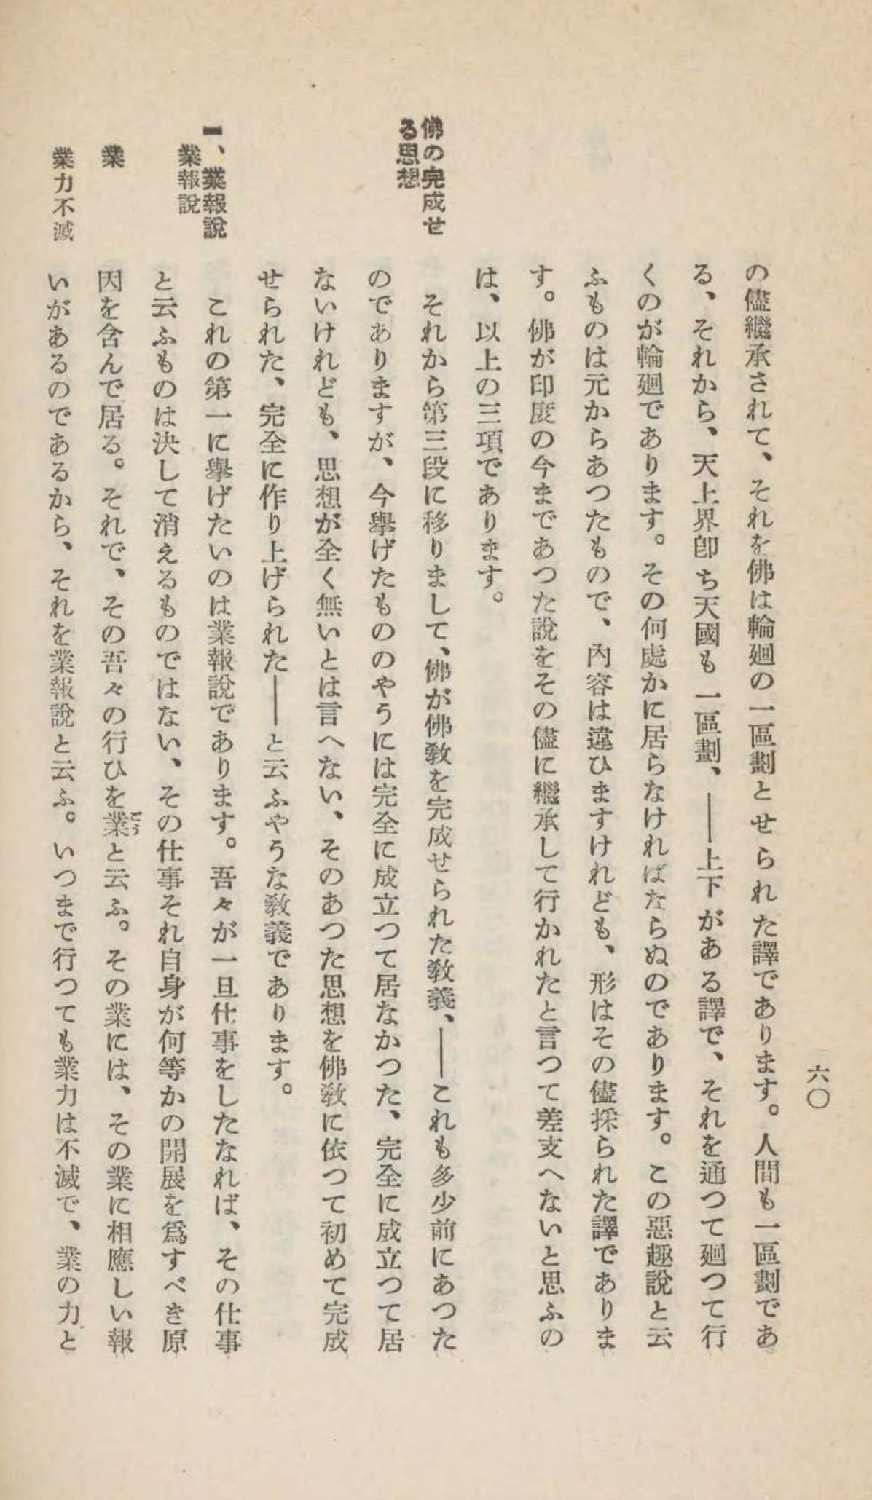 六〇
の儘繼承されて、それを佛は輪廻の一區劃とせられた譯であります。人間も一區劃であ
る、それから、天上界卽ち天國も一區劃、――上下がある譯で、それを通つて廻つて行
くのが輪廻であります。その何處かに居らなければならぬのであります。この惡趣說と云
ふものは元からあつたもので、內容は違ひますけれども、形はその儘採られた譯でありま
す。佛が印度の今まであつた說をその儘に繼承して行かれたと言つて差支へないと思ふの
は、以上の三項であります。
佛の完成せ
る思想
それから第三段に移りまして、佛が佛敎を完成せられた敎義、――これも多少前にあつた
のでありますが、今擧げたもののやうには完全に成立つて居なかつた、完全に成立つて居
ないけれども、思想が全く無いとは言へない、そのあつた思想を佛敎に依つて初めて完成
せられた、完全に作り上げられた――と云ふやうな敎義であります。
一、業報說
業報說
これの第一に擧げたいのは業報說であります。吾々が一旦仕事をしたなれば、その仕事
と云ふものは決して消えるものではない、その仕事それ自身が何等かの開展を爲すべき原
業
因を含んで居る。それで、その吾々の行ひを業と云ふ。その業には、その業に相應しい報
業力不滅
いがあるのであるから、それを業報說と云ふ。いつまで行つても業力は不滅で、業の力と